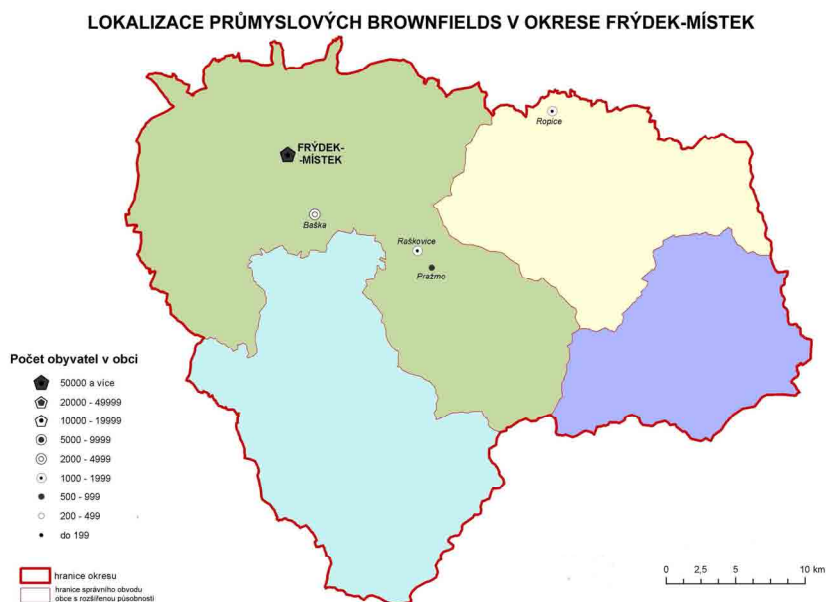 LOKALIZACE PRŮMYSLOVÝCH BROWNFIELDS V OKRESE FRÝDEK-MÍSTEK
Ropice
FRÝDEK-
-MÍSTEK
Baška
Raškovice
Pražmo
Počet obyvatel v obci
50000 a více
20000 - 49999
10000 - 19999
5000 - 9999
2000 - 4999
1000 - 1999
500 - 999
200 - 499
do 199
hranice okresu
hranice správního obvodu
obce s rozšířenou působností
0 2,5 5 10 km